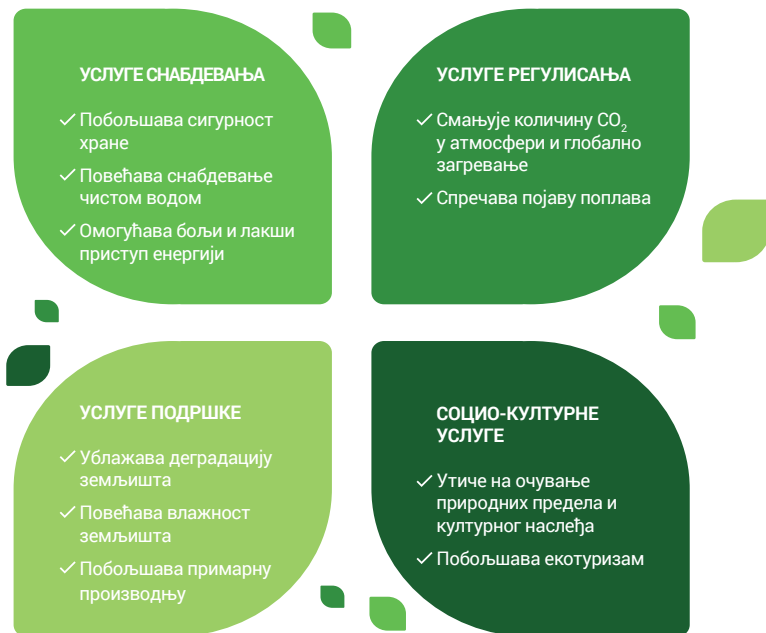 УСЛУГЕ СНАБДЕВАЊА
✓ Побољшава сигурност
хране
✓ Повећава снабдевање
чистом водом
✓ Омогућава бољи и лакши
приступ енергији
УСЛУГЕ РЕГУЛИСАЊА
✓ Смањује количину CO₂
у атмосфери и глобално
загревање
✓ Спречава појаву поплава
УСЛУГЕ ПОДРШКЕ
✓ Ублажава деградацију
земљишта
✓ Повећава влажност
земљишта
✓ Побољшава примарну
производњу
СОЦИО-КУЛТУРНЕ
УСЛУГЕ
✓ Утиче на очување
природних предела и
културног наслеђа
✓ Побољшава екотуризам